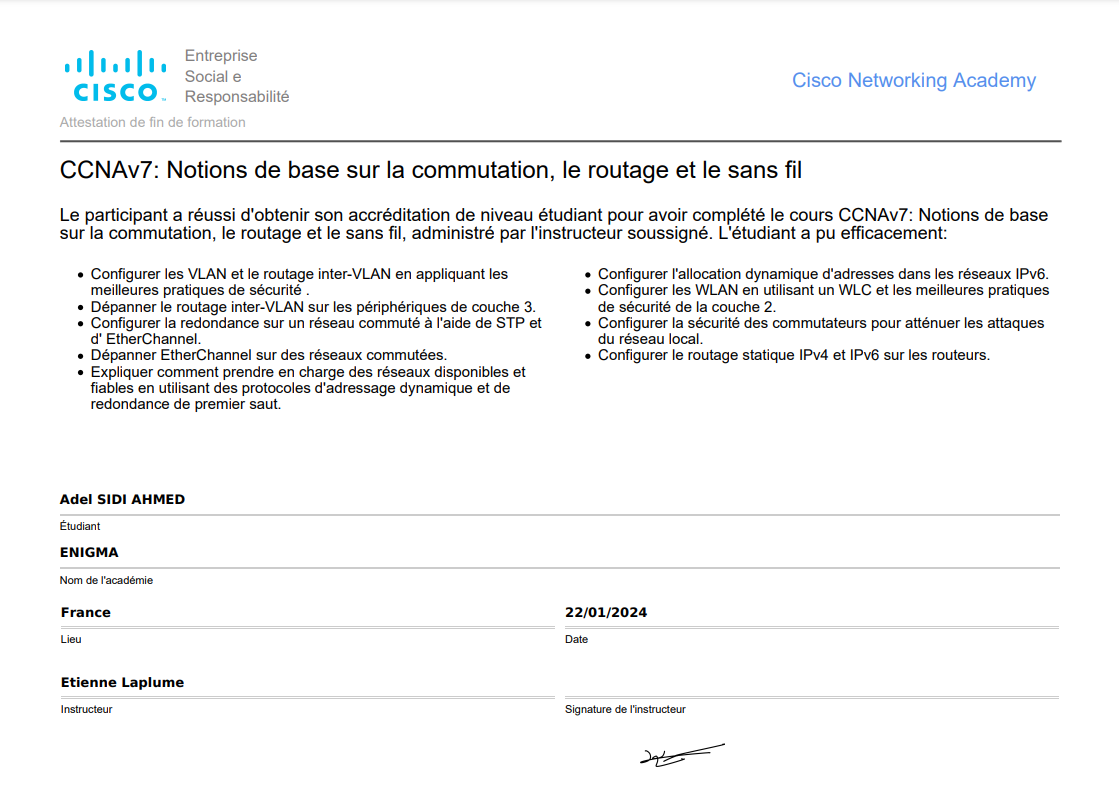 CISCO
Entreprise
Social e
Responsabilité
Cisco Networking Academy
Attestation de fin de formation
CCNAv7: Notions de base sur la commutation, le routage et le sans fil
Le participant a réussi d'obtenir son accréditation de niveau étudiant pour avoir complété le cours CCNAv7: Notions de base
sur la commutation, le routage et le sans fil, administré par l'instructeur soussigné. L'étudiant a pu efficacement:
• Configurer les VLAN et le routage inter-VLAN en appliquant les
meilleures pratiques de sécurité .
• Dépanner le routage inter-VLAN sur les périphériques de couche 3.
• Configurer la redondance sur un réseau commuté à l'aide de STP et
d' EtherChannel.
• Dépanner EtherChannel sur des réseaux commutées.
• Expliquer comment prendre en charge des réseaux disponibles et
fiables en utilisant des protocoles d'adressage dynamique et de
redondance de premier saut.
• Configurer l'allocation dynamique d'adresses dans les réseaux IPv6.
• Configurer les WLAN en utilisant un WLC et les meilleures pratiques
de sécurité de la couche 2.
• Configurer la sécurité des commutateurs pour atténuer les attaques
du réseau local.
• Configurer le routage statique IPv4 et IPv6 sur les routeurs.
Adel SIDI AHMED
Étudiant
ENIGMA
Nom de l'académie
France
22/01/2024
Lieu
Date
Etienne Laplume
Instructeur
Signature de l'instructeur